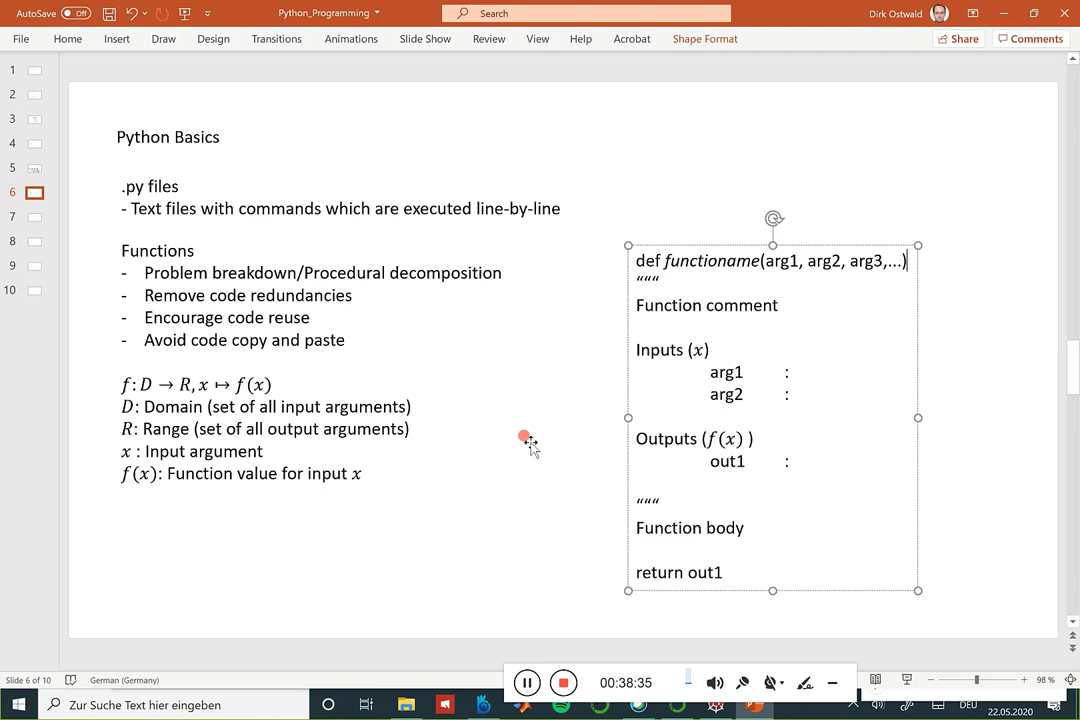 AutoSave Off Python_Programming Search Dirk Ostwald
File Home Insert Draw Design Transitions Animations Slide Show Review View Help Acrobat Shape Format Share Comments
1
2
3
4
5
6
7
8
9
10
Python Basics
.py files
- Text files with commands which are executed line-by-line
Functions
- Problem breakdown/Procedural decomposition
- Remove code redundancies
- Encourage code reuse
- Avoid code copy and paste
f: D → R, x ↦ f(x)
D: Domain (set of all input arguments)
R: Range (set of all output arguments)
x : Input argument
f(x): Function value for input x
def functioname(arg1, arg2, arg3,...)
“““
Function comment
Inputs (x)
arg1 :
arg2 :
Outputs (f(x) )
out1 :
“““
Function body
return out1
Slide 6 of 10 German (Germany) 98 %
00:38:35
Zur Suche Text hier eingeben DEU
22.05.2020